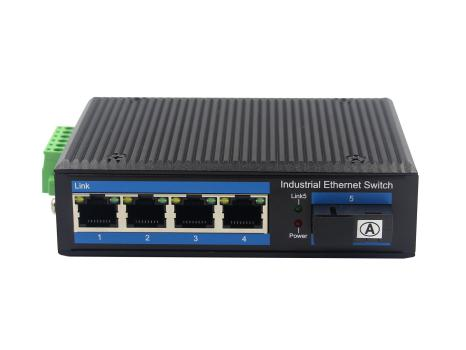 Link
Industrial Ethernet Switch
Link5
5
Power
1 2 3 4
A